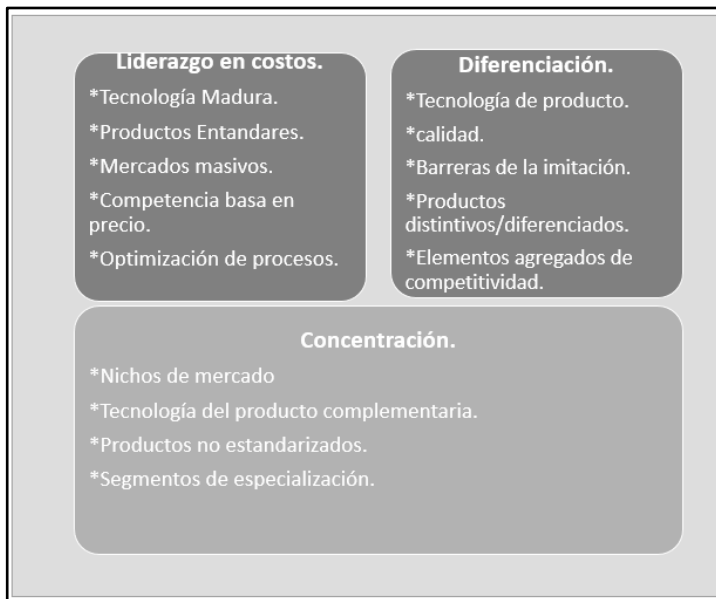 Liderazgo en costos.
*Tecnología Madura.
*Productos Entandares.
*Mercados masivos.
*Competencia basa en
precio.
*Optimización de procesos.
Diferenciación.
*Tecnología de producto.
*calidad.
*Barreras de la imitación.
*Productos
distintivos/diferenciados.
*Elementos agregados de
competitividad.
Concentración.
*Nichos de mercado
*Tecnología del producto complementaria.
*Productos no estandarizados.
*Segmentos de especialización.